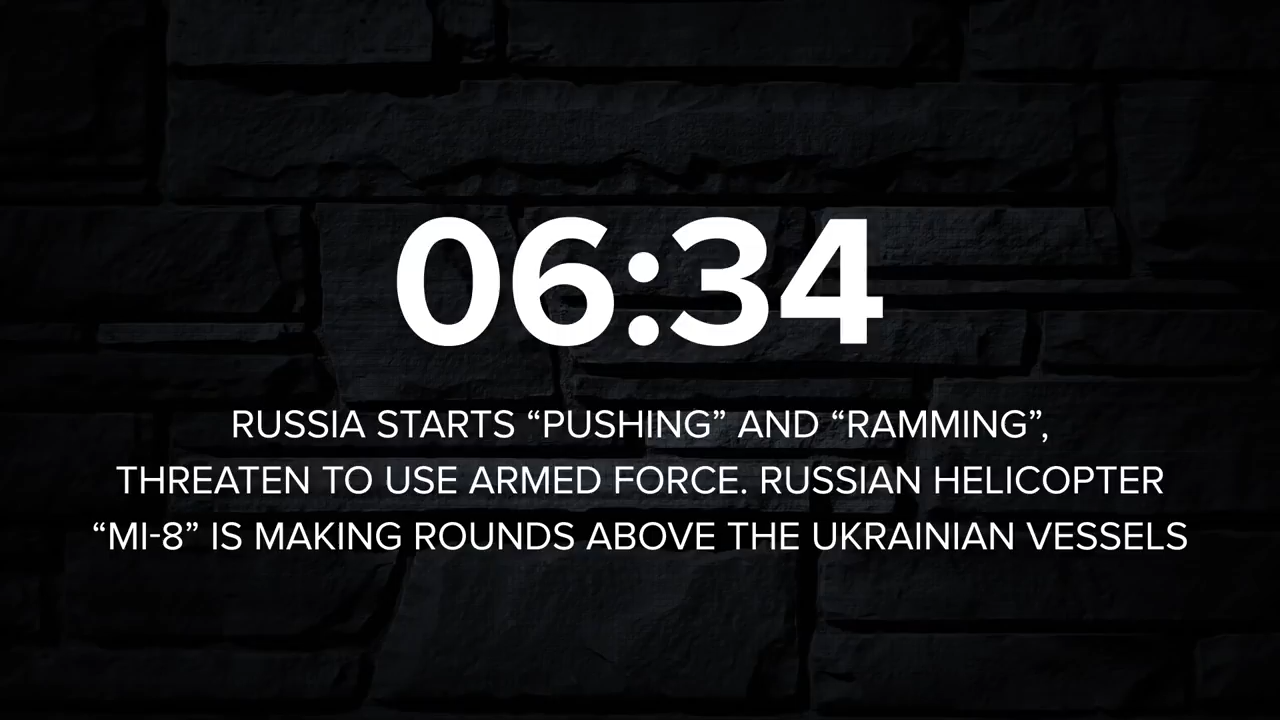 06:34
RUSSIA STARTS “PUSHING” AND “RAMMING”,
THREATEN TO USE ARMED FORCE. RUSSIAN HELICOPTER
“MI-8” IS MAKING ROUNDS ABOVE THE UKRAINIAN VESSELS